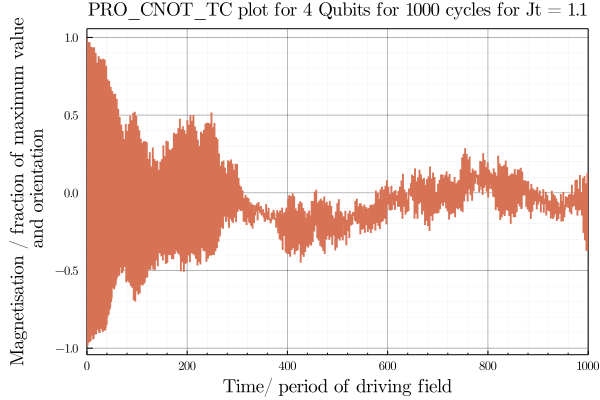 PRO_CNOT_TC plot for 4 Qubits for 1000 cycles for Jt = 1.1
Magnetisation / fraction of maximum value
and orientation
1.0
0.5
0.0
−0.5
−1.0
0 200 400 600 800 1000
Time/ period of driving field